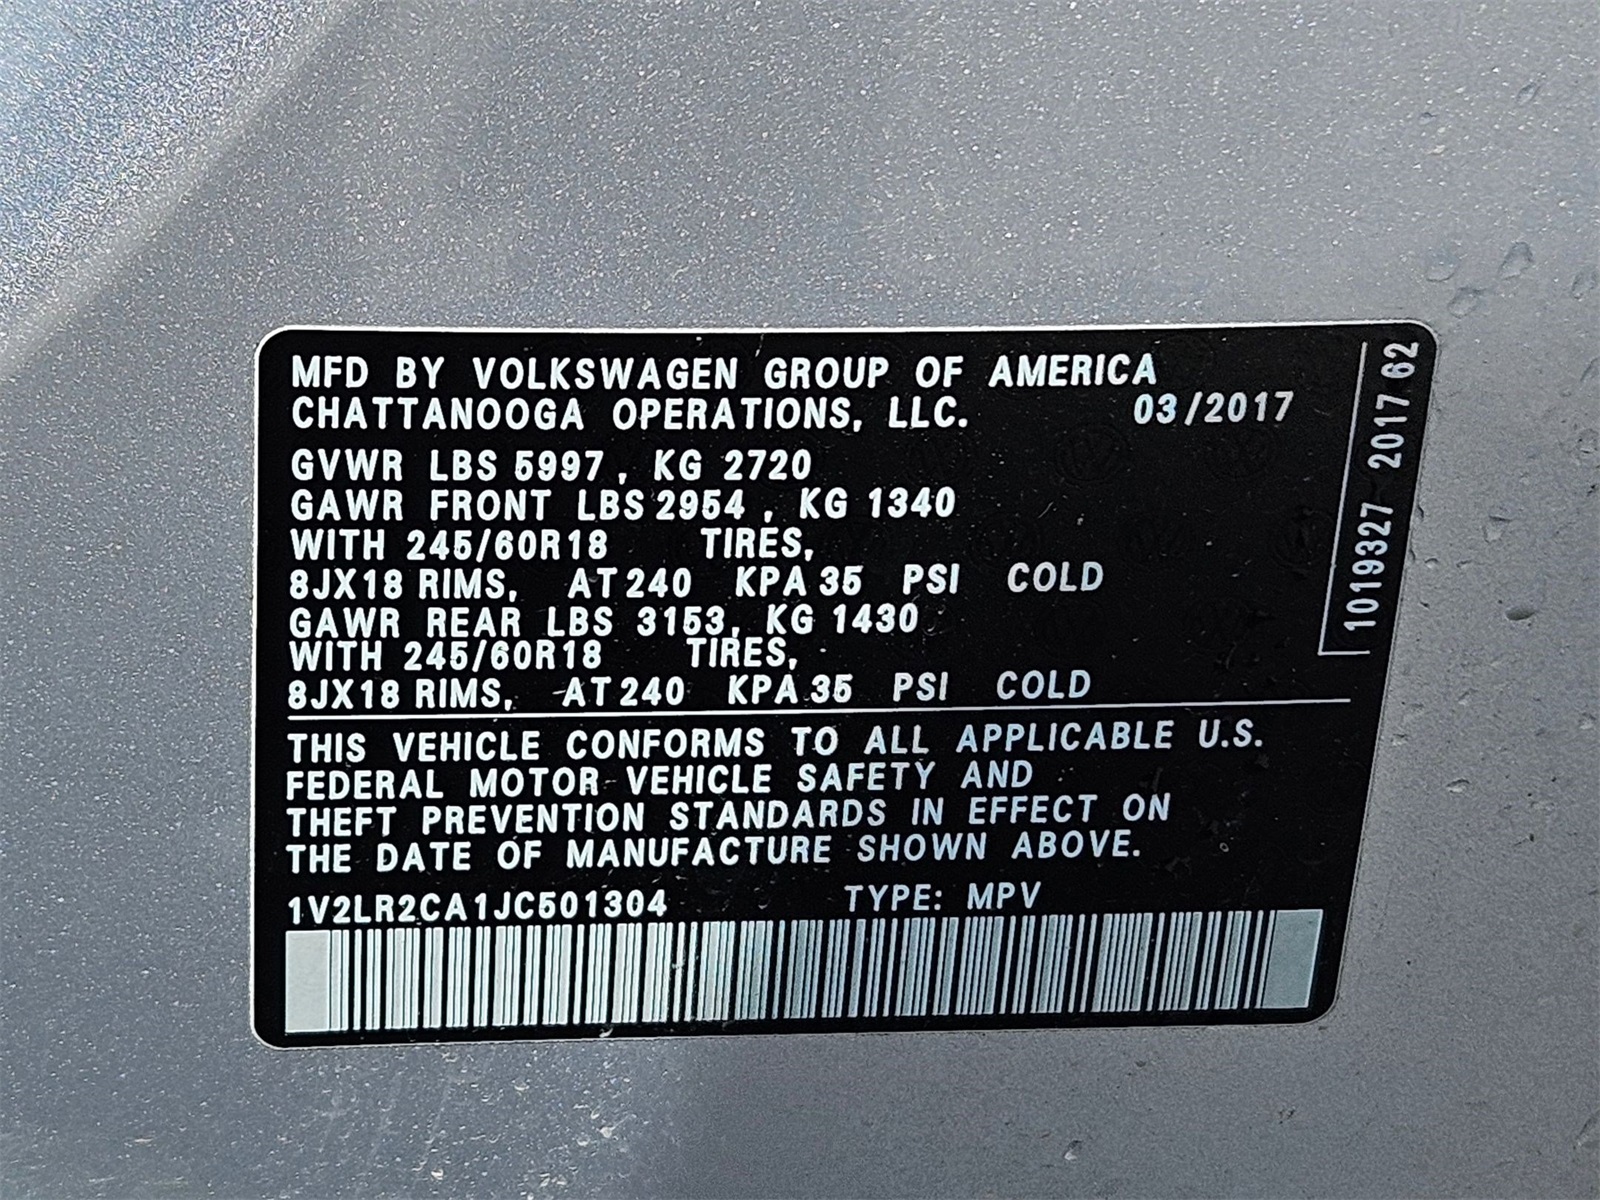 MFD BY VOLKSWAGEN GROUP OF AMERICA
CHATTANOOGA OPERATIONS, LLC. 03/2017
GVWR LBS 5997, KG 2720
GAWR FRONT LBS 2954, KG 1340
WITH 245/60R18 TIRES,
8JX18 RIMS, AT 240 KPA 35 PSI COLD
GAWR REAR LBS 3153, KG 1430
WITH 245/60R18 TIRES,
8JX18 RIMS, AT 240 KPA 35 PSI COLD
THIS VEHICLE CONFORMS TO ALL APPLICABLE U.S.
FEDERAL MOTOR VEHICLE SAFETY AND
THEFT PREVENTION STANDARDS IN EFFECT ON
THE DATE OF MANUFACTURE SHOWN ABOVE.
1V2LR2CA1JC501304 TYPE: MPV
1019327 2017 2017 62